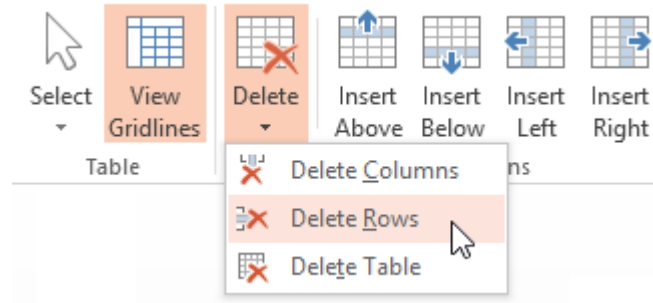 Select View Delete Insert Insert Insert Insert
Gridlines Above Below Left Right
Table ns
Delete Columns
Delete Rows
Delete Table